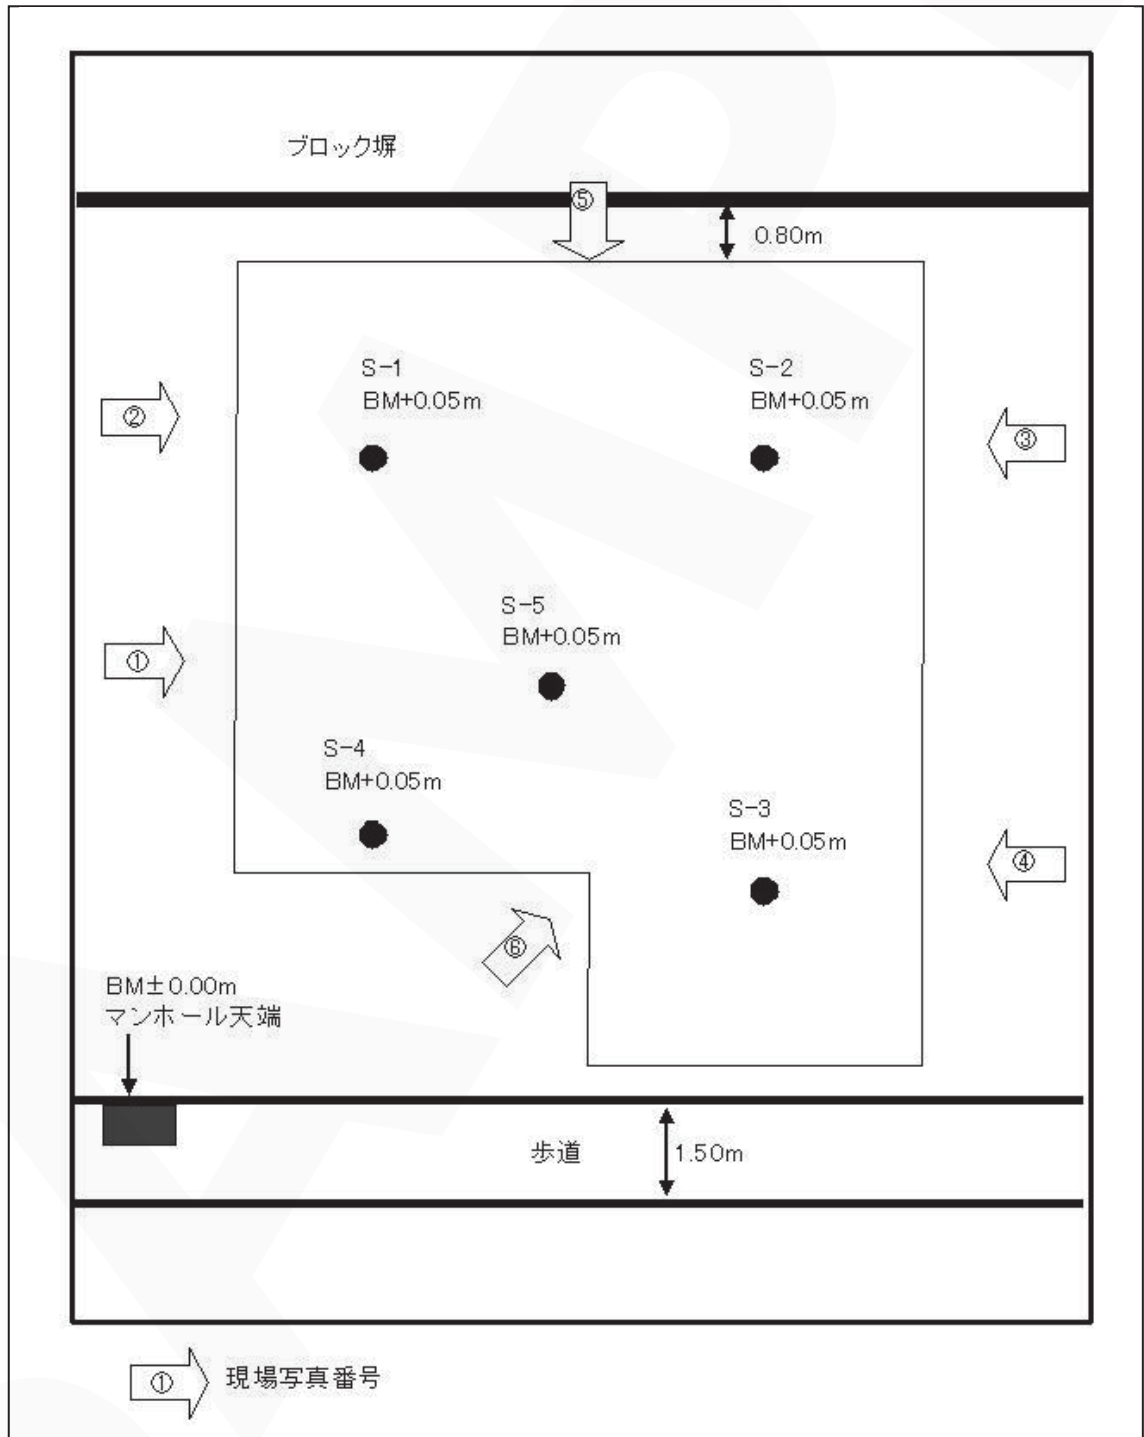 ブロック塀
⑤
0.80m
S-1
BM+0.05m
S-2
BM+0.05m
②
③
S-5
BM+0.05m
①
S-4
BM+0.05m
S-3
BM+0.05m
④
⑥
BM±0.00m
マンホール天端
歩道
1.50m
① 現場写真番号